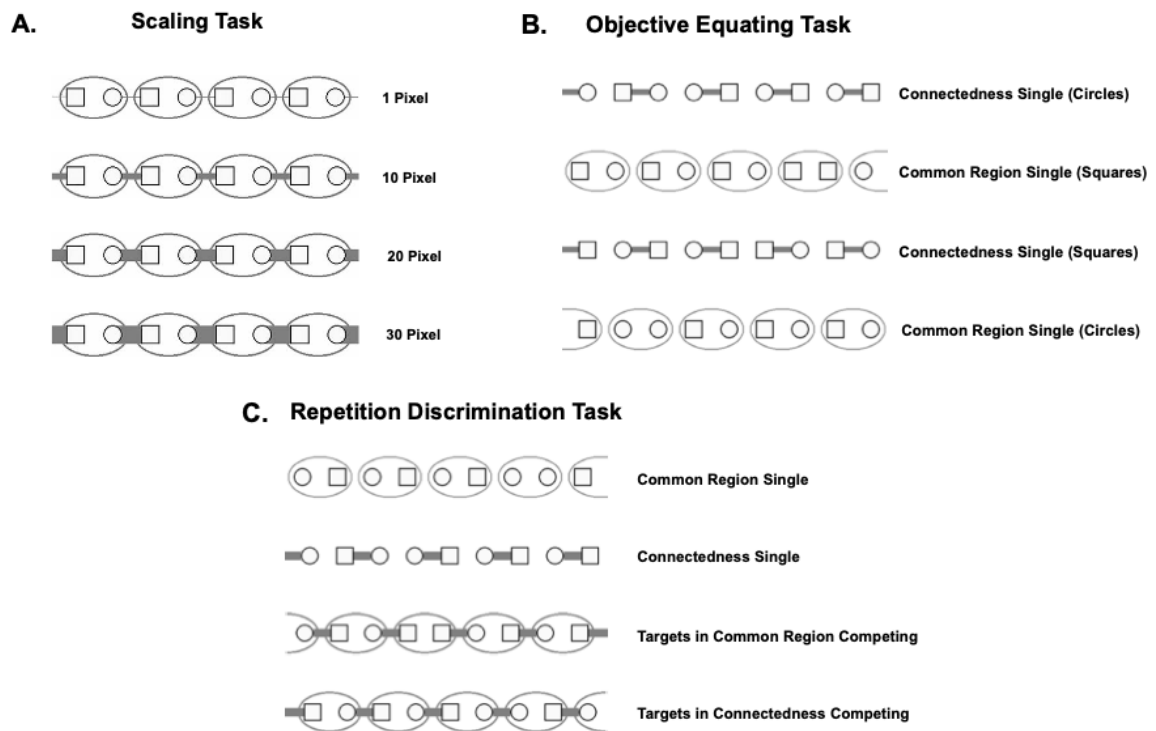 A. Scaling Task
1 Pixel
10 Pixel
20 Pixel
30 Pixel
B. Objective Equating Task
Connectedness Single (Circles)
Common Region Single (Squares)
Connectedness Single (Squares)
Common Region Single (Circles)
C. Repetition Discrimination Task
Common Region Single
Connectedness Single
Targets in Common Region Competing
Targets in Connectedness Competing